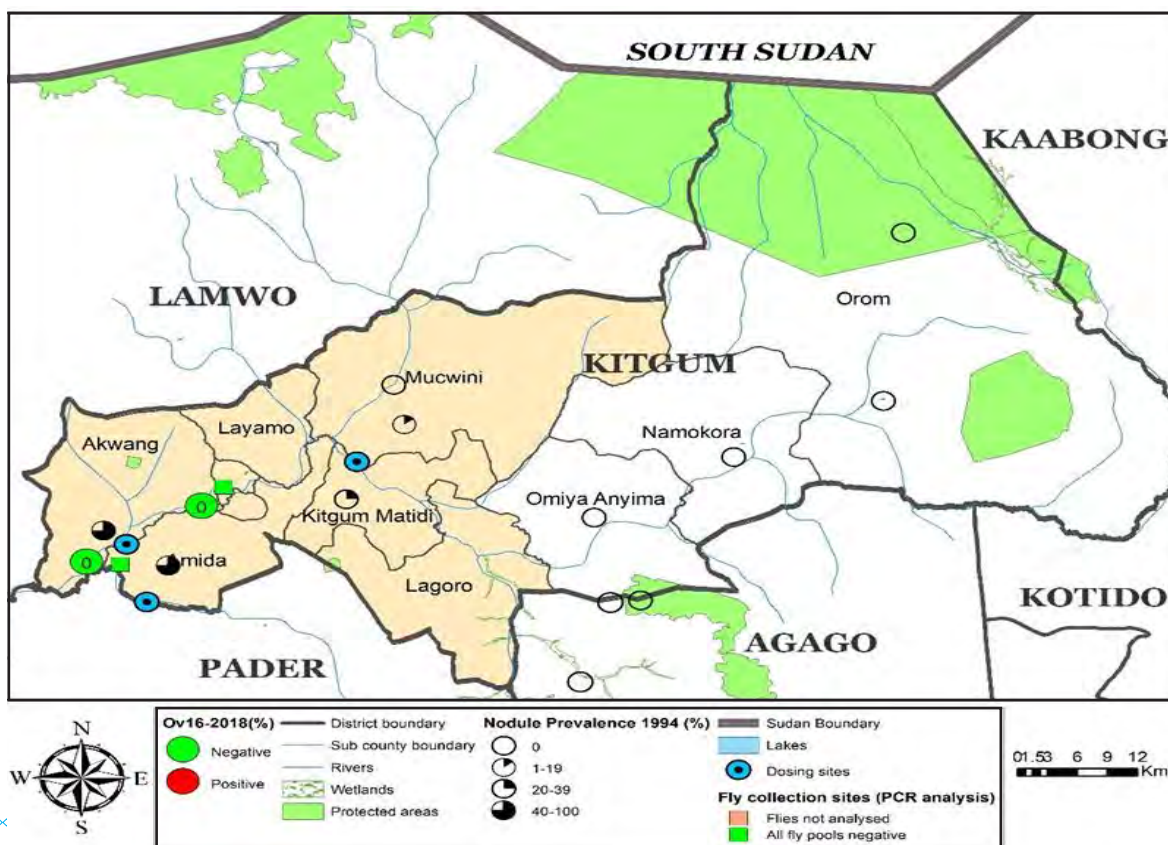 SOUTH SUDAN
KAABONG
LAMWO
Orom
KITGUM
Mucwini
Layamo
Akwang
Namokora
Omiya Anyima
0
Kitgum Matidi
0
Amida
Lagoro
KOTIDO
AGAGO
PADER
N
W E
S
Ov16-2018(%)
Negative
Positive
District boundary
Sub county boundary
Rivers
Wetlands
Protected areas
Nodule Prevalence 1994 (%)
0
1-19
20-39
40-100
Sudan Boundary
Lakes
Dosing sites
Fly collection sites (PCR analysis)
Flies not analysed
All fly pools negative
01.53 6 9 12
Km